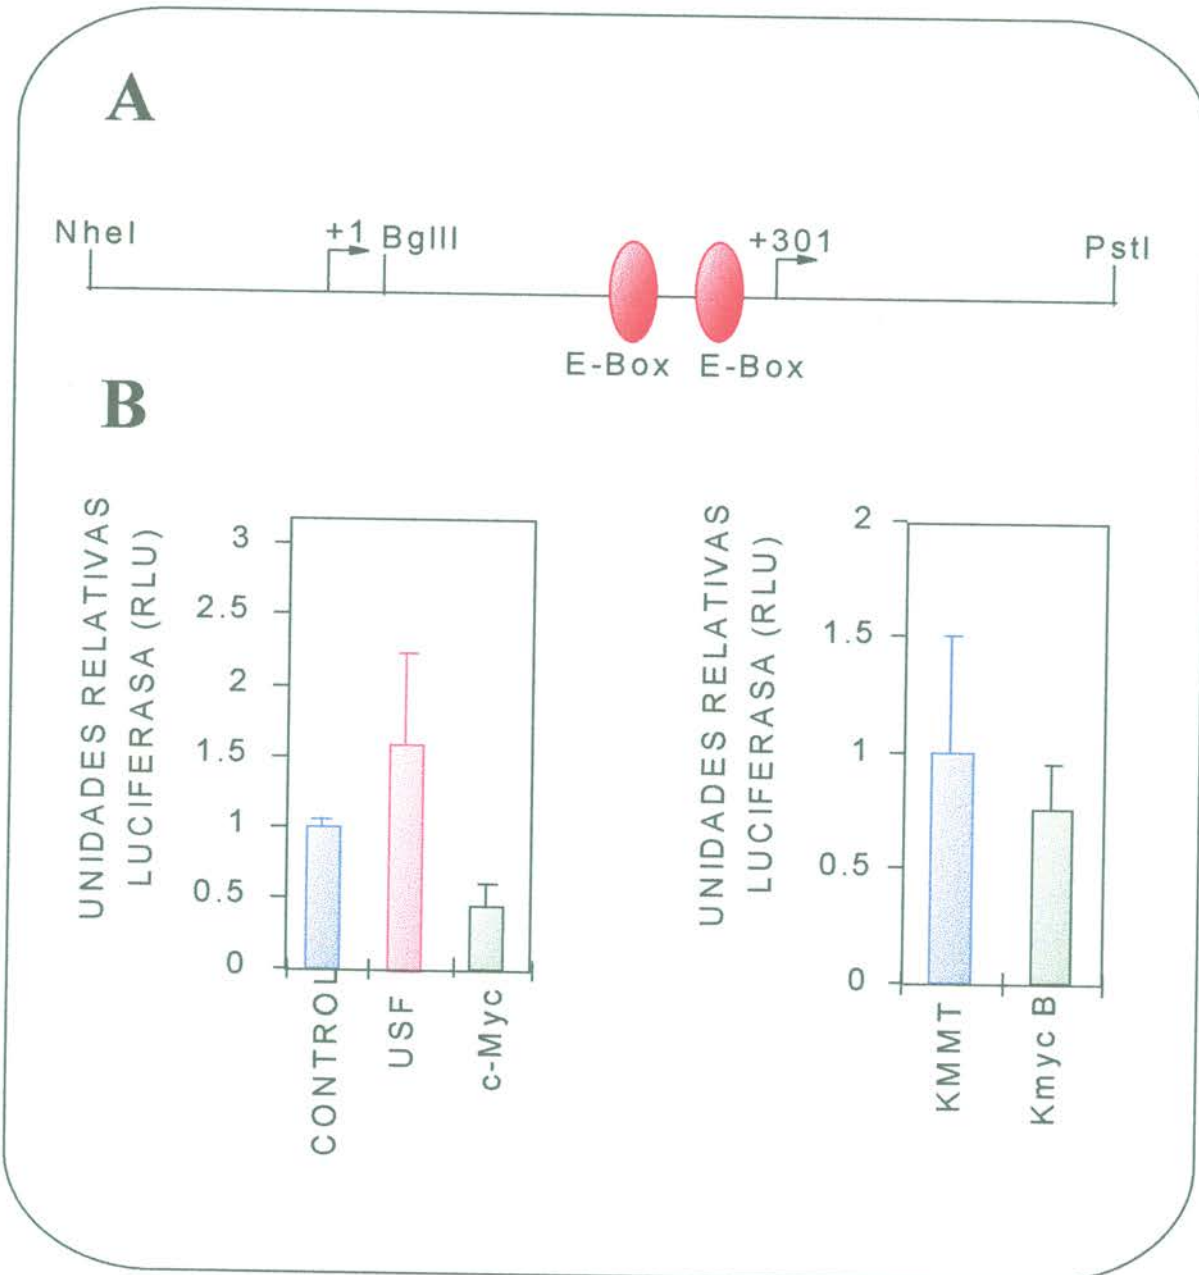 A
NheI
+1
BglII
+301
PstI
E-Box
E-Box
B
UNIDADES RELATIVAS
LUCIFERASA (RLU)
3
2.5
2
1.5
1
0.5
0
CONTROL
USF
c-Myc
UNIDADES RELATIVAS
LUCIFERASA (RLU)
2
1.5
1
0.5
0
KMMT
Kmyc B